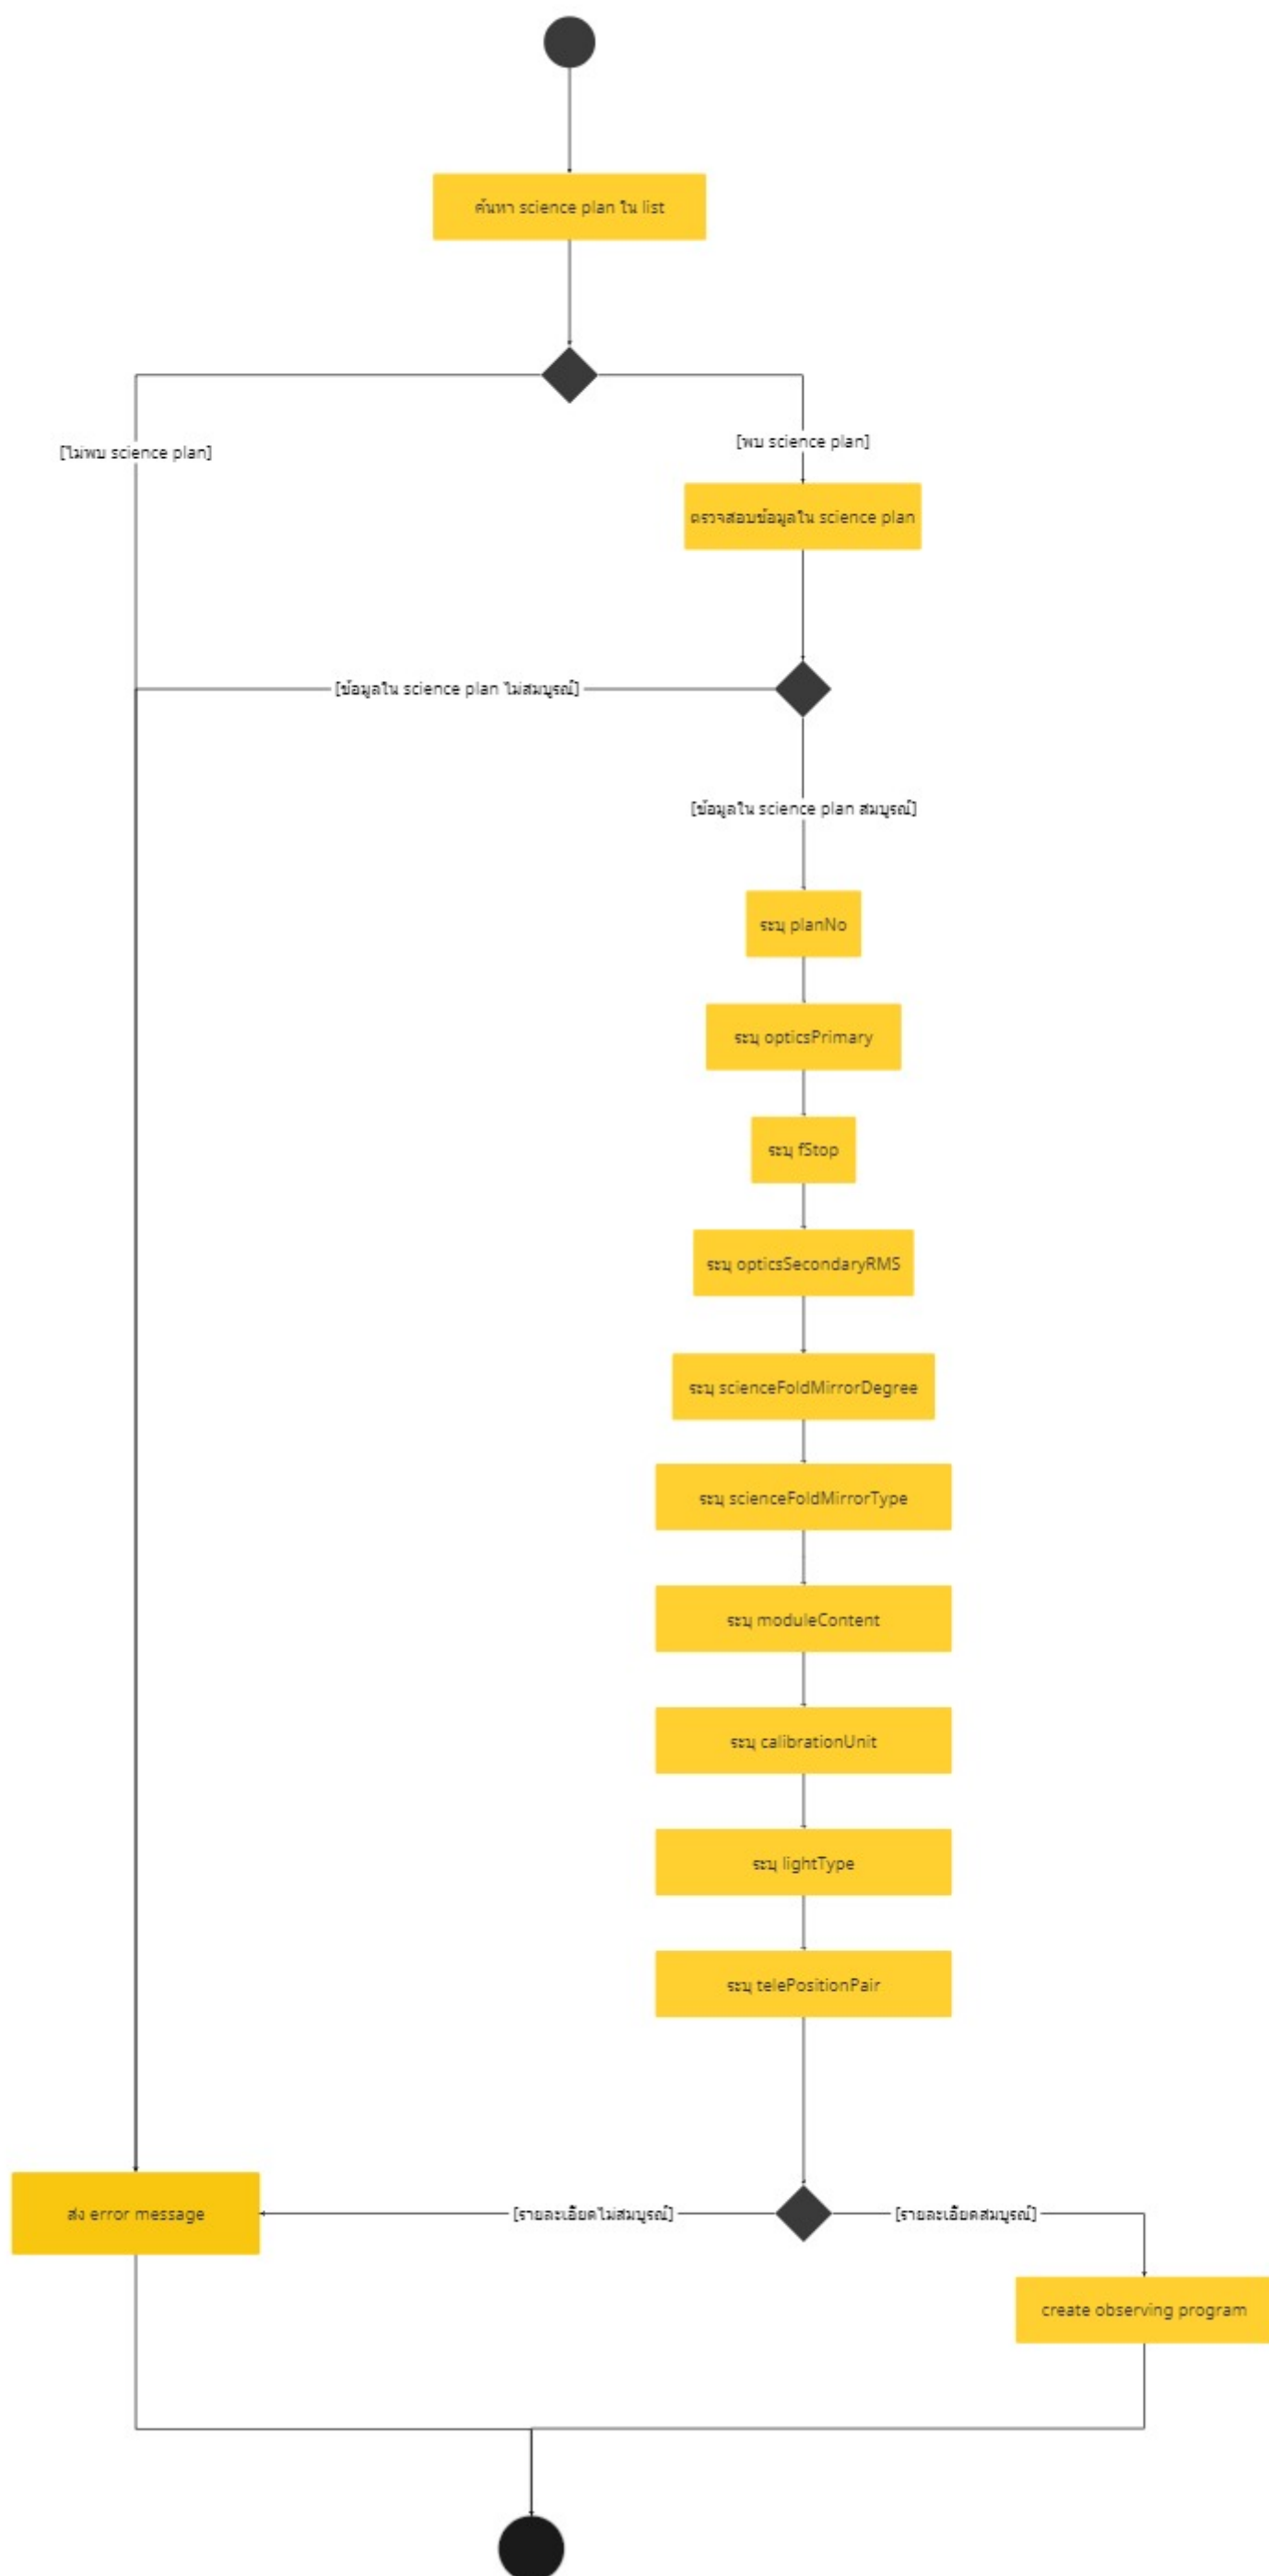 ค้นหา science plan ใน list
[ไม่พบ science plan]
[พบ science plan]
ตรวจสอบข้อมูลใน science plan
[ข้อมูลใน science plan ไม่สมบูรณ์]
[ข้อมูลใน science plan สมบูรณ์]
ระบุ planNo
ระบุ opticsPrimary
ระบุ fStop
ระบุ opticsSecondaryRMS
ระบุ scienceFoldMirrorDegree
ระบุ scienceFoldMirrorType
ระบุ moduleContent
ระบุ calibrationUnit
ระบุ lightType
ระบุ telePositionPair
ส่ง error message
[รายละเอียดไม่สมบูรณ์]
[รายละเอียดสมบูรณ์]
create observing program